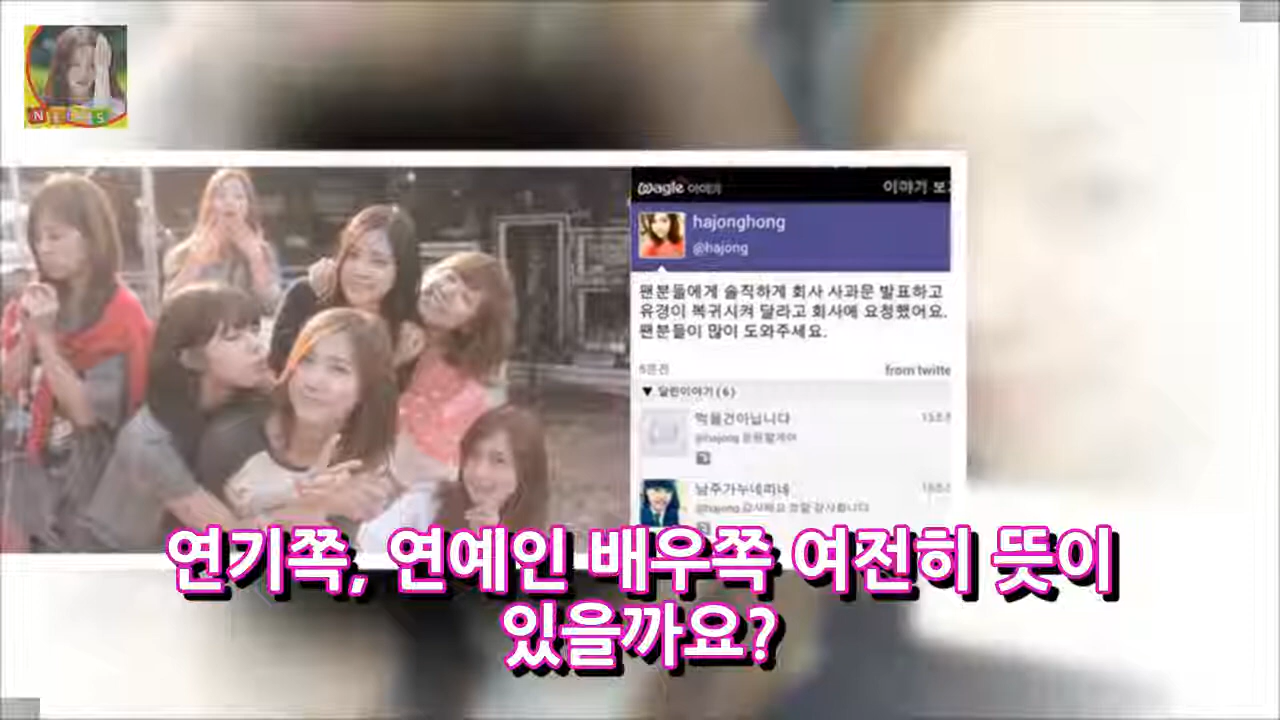 NEWS
wagle 이야기
이야기 보기
hajonghong
@hajong
팬분들에게 솔직하게 회사 사과문 발표하고
유경이 복귀시켜 달라고 회사에 요청했어요.
팬분들이 많이 도와주세요.
from twitte
▼ 달린이야기 (6)
먹을건아닙니다
@hajong
남주가누네띠네
@hajong
연기쪽, 연예인 배우쪽 여전히 뜻이
있을까요?